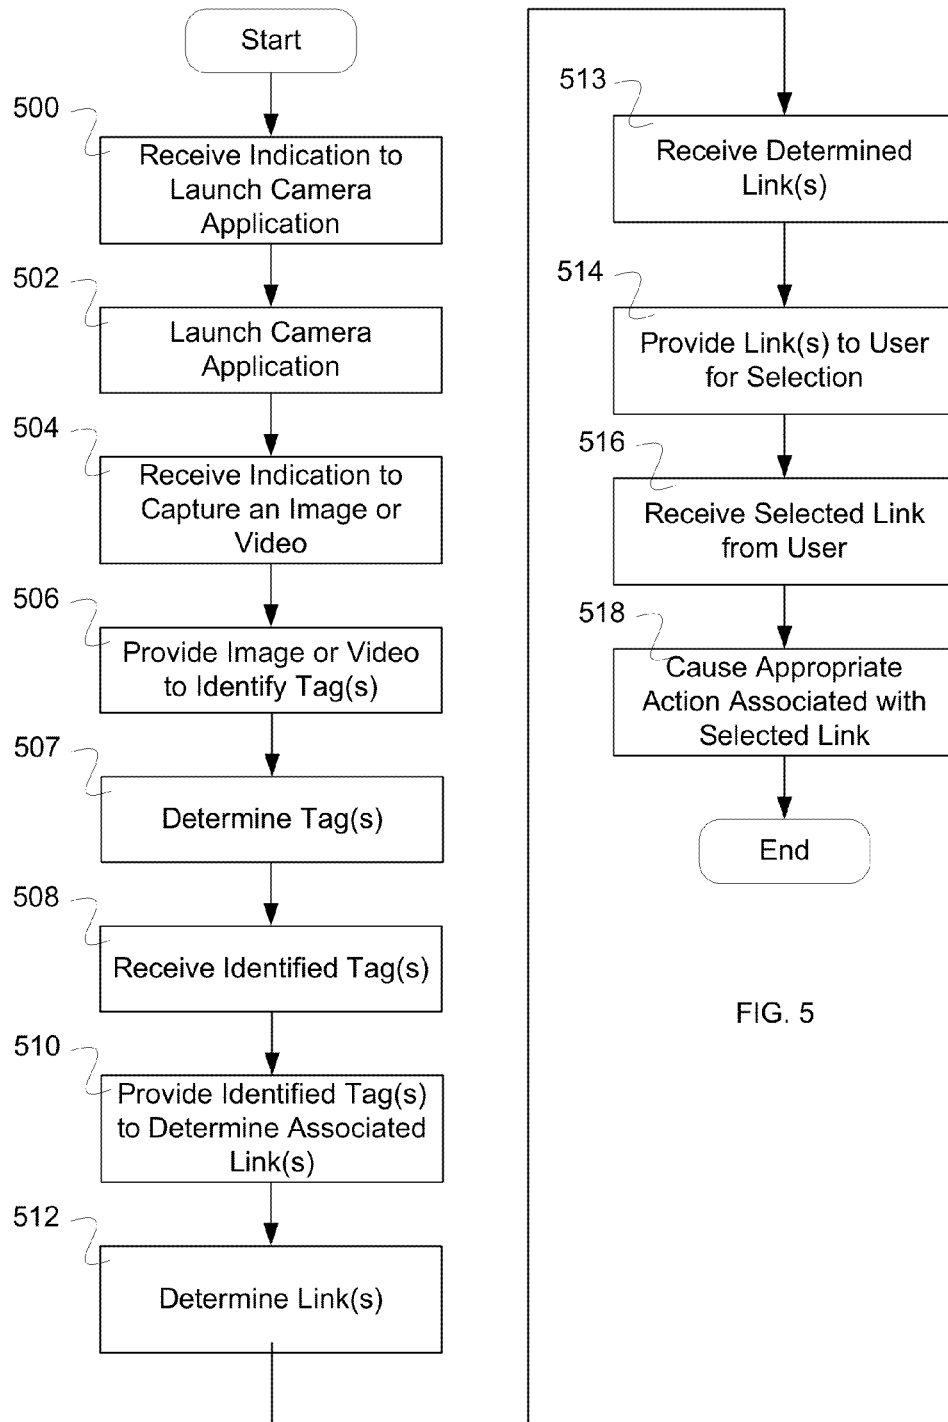 Start
500
Receive Indication to
Launch Camera
Application
502
Launch Camera
Application
504
Receive Indication to
Capture an Image or
Video
506
Provide Image or Video
to Identify Tag(s)
507
Determine Tag(s)
508
Receive Identified Tag(s)
510
Provide Identified Tag(s)
to Determine Associated
Link(s)
512
Determine Link(s)
513
Receive Determined
Link(s)
514
Provide Link(s) to User
for Selection
516
Receive Selected Link
from User
518
Cause Appropriate
Action Associated with
Selected Link
End
FIG. 5